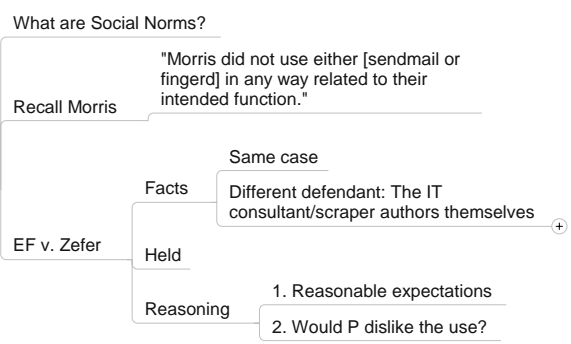 What are Social Norms?
Recall Morris
"Morris did not use either [sendmail or
fingerd] in any way related to their
intended function."
EF v. Zefer
Facts
Same case
Different defendant: The IT
consultant/scraper authors themselves
Held
Reasoning
1. Reasonable expectations
2. Would P dislike the use?